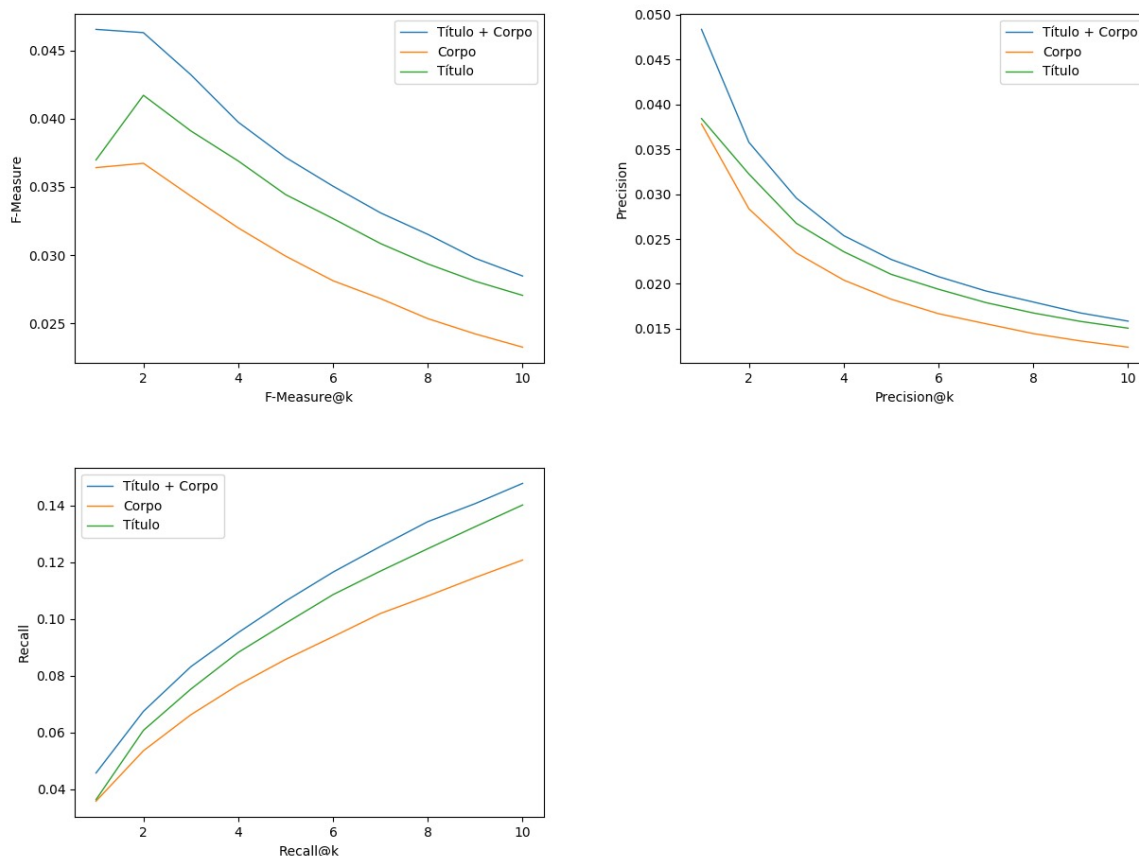 0.045
0.040
0.035
0.030
0.025
F-Measure
2 4 6 8 10
F-Measure@k
Título + Corpo
Corpo
Título
0.050
0.045
0.040
0.035
0.030
0.025
0.020
0.015
Precision
2 4 6 8 10
Precision@k
Título + Corpo
Corpo
Título
0.14
0.12
0.10
0.08
0.06
0.04
Recall
2 4 6 8 10
Recall@k
Título + Corpo
Corpo
Título